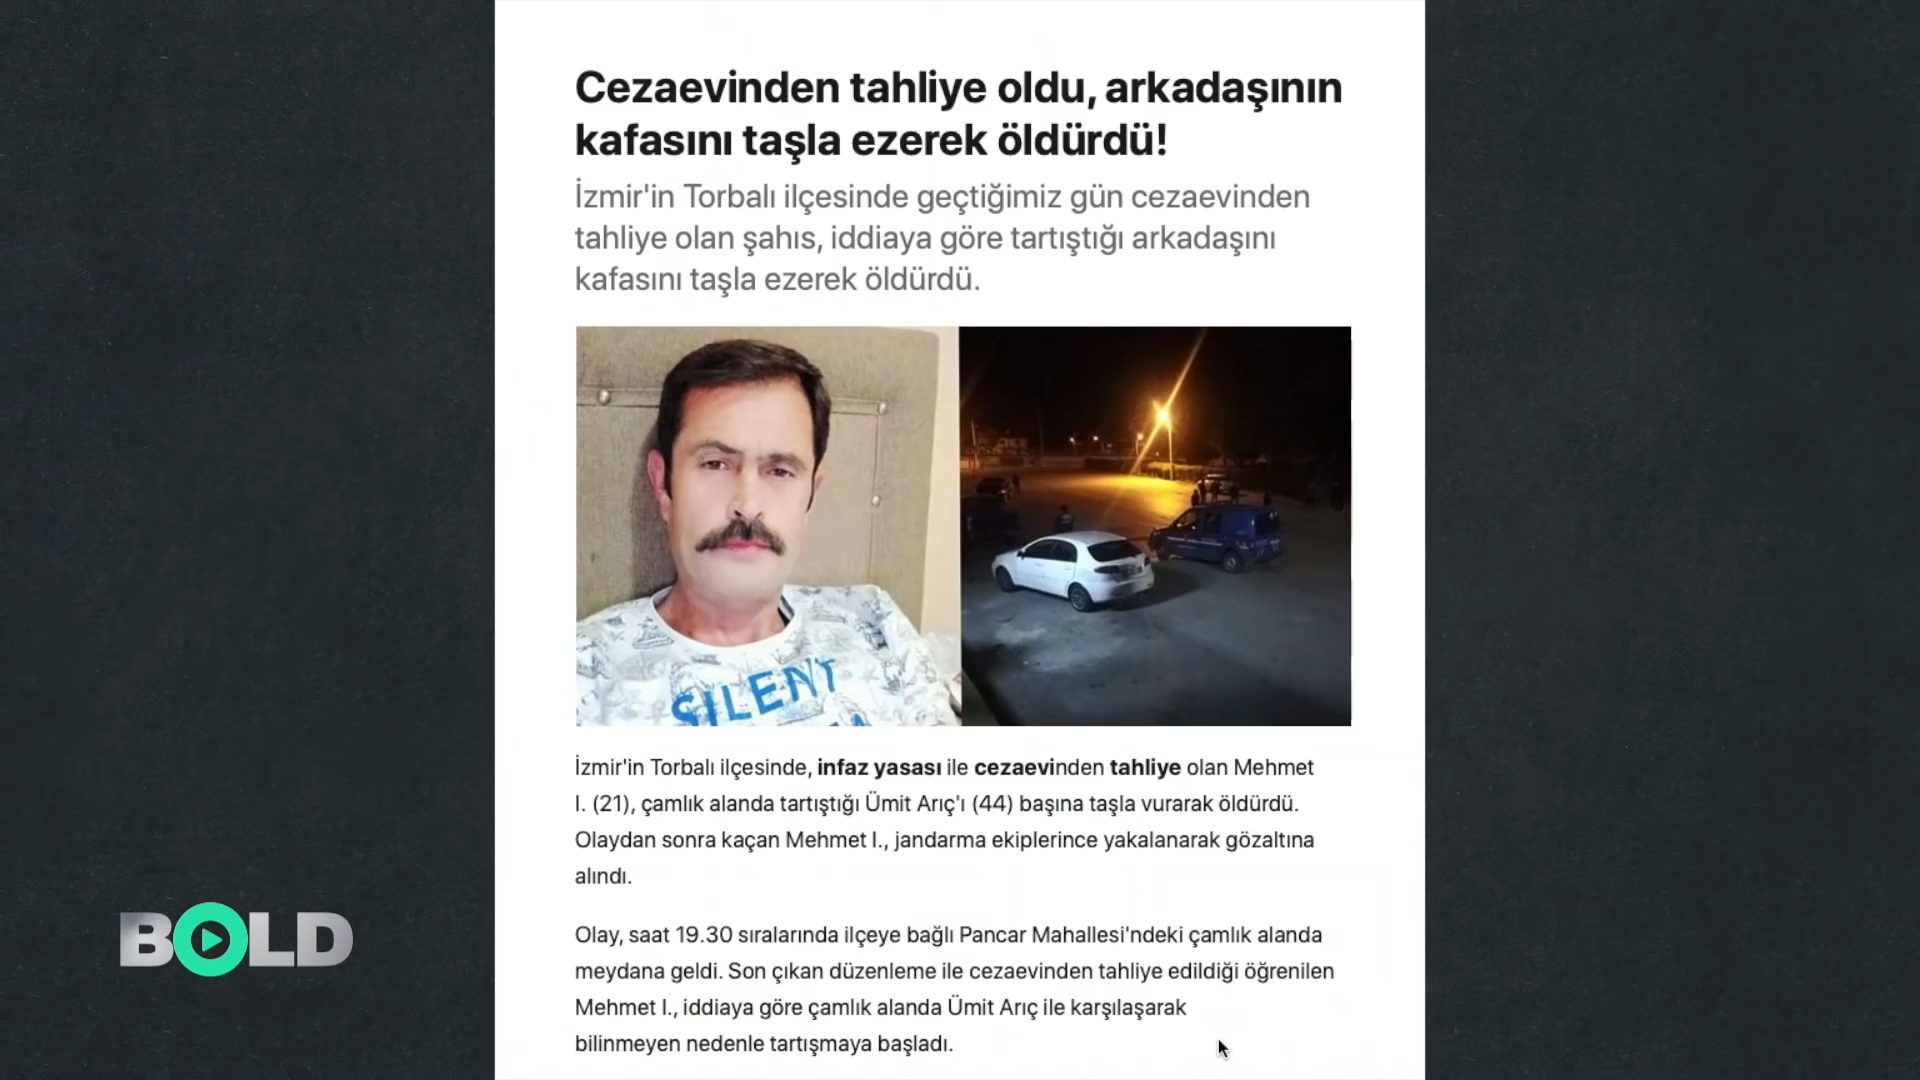 Cezaevinden tahliye oldu, arkadaşının
kafasını taşla ezerek öldürdü!
İzmir'in Torbalı ilçesinde geçtiğimiz gün cezaevinden
tahliye olan şahıs, iddiaya göre tartıştığı arkadaşını
kafasını taşla ezerek öldürdü.
SILENT
İzmir'in Torbalı ilçesinde, infaz yasası ile cezaevinden tahliye olan Mehmet
I. (21), çamlık alanda tartıştığı Ümit Arıç'ı (44) başına taşla vurarak öldürdü.
Olaydan sonra kaçan Mehmet I., jandarma ekiplerince yakalanarak gözaltına
alındı.
Olay, saat 19.30 sıralarında ilçeye bağlı Pancar Mahallesi'ndeki çamlık alanda
meydana geldi. Son çıkan düzenleme ile cezaevinden tahliye edildiği öğrenilen
Mehmet I., iddiaya göre çamlık alanda Ümit Arıç ile karşılaşarak
bilinmeyen nedenle tartışmaya başladı.
BOLD